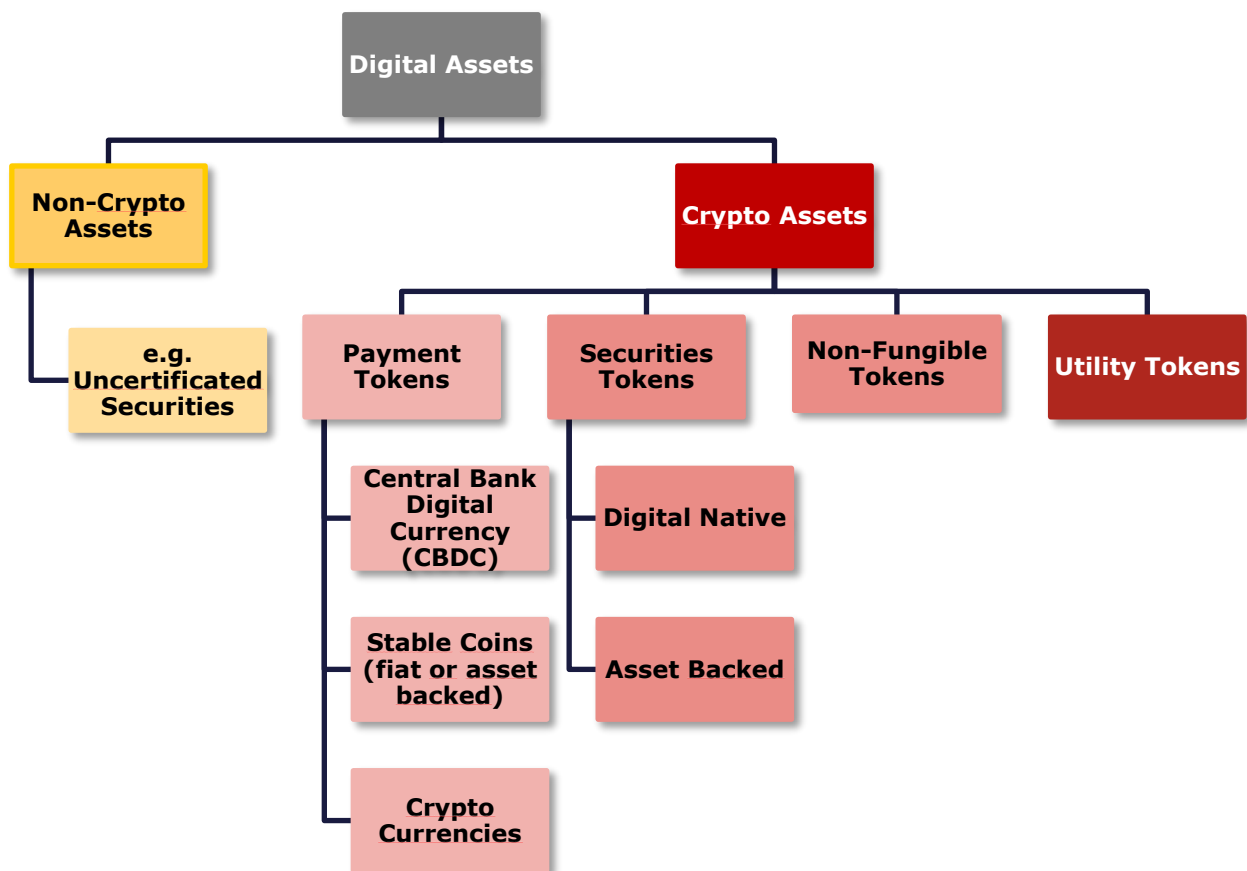 Digital Assets
Non-Crypto
Assets
Crypto Assets
e.g.
Uncertificated
Securities
Payment
Tokens
Securities
Tokens
Non-Fungible
Tokens
Utility Tokens
Central Bank
Digital
Currency
(CBDC)
Digital Native
Stable Coins
(fiat or asset
backed)
Asset Backed
Crypto
Currencies